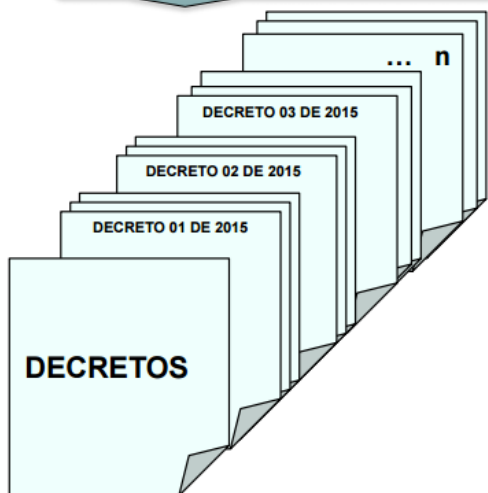 ... n
DECRETO 03 DE 2015
DECRETO 02 DE 2015
DECRETO 01 DE 2015
DECRETOS